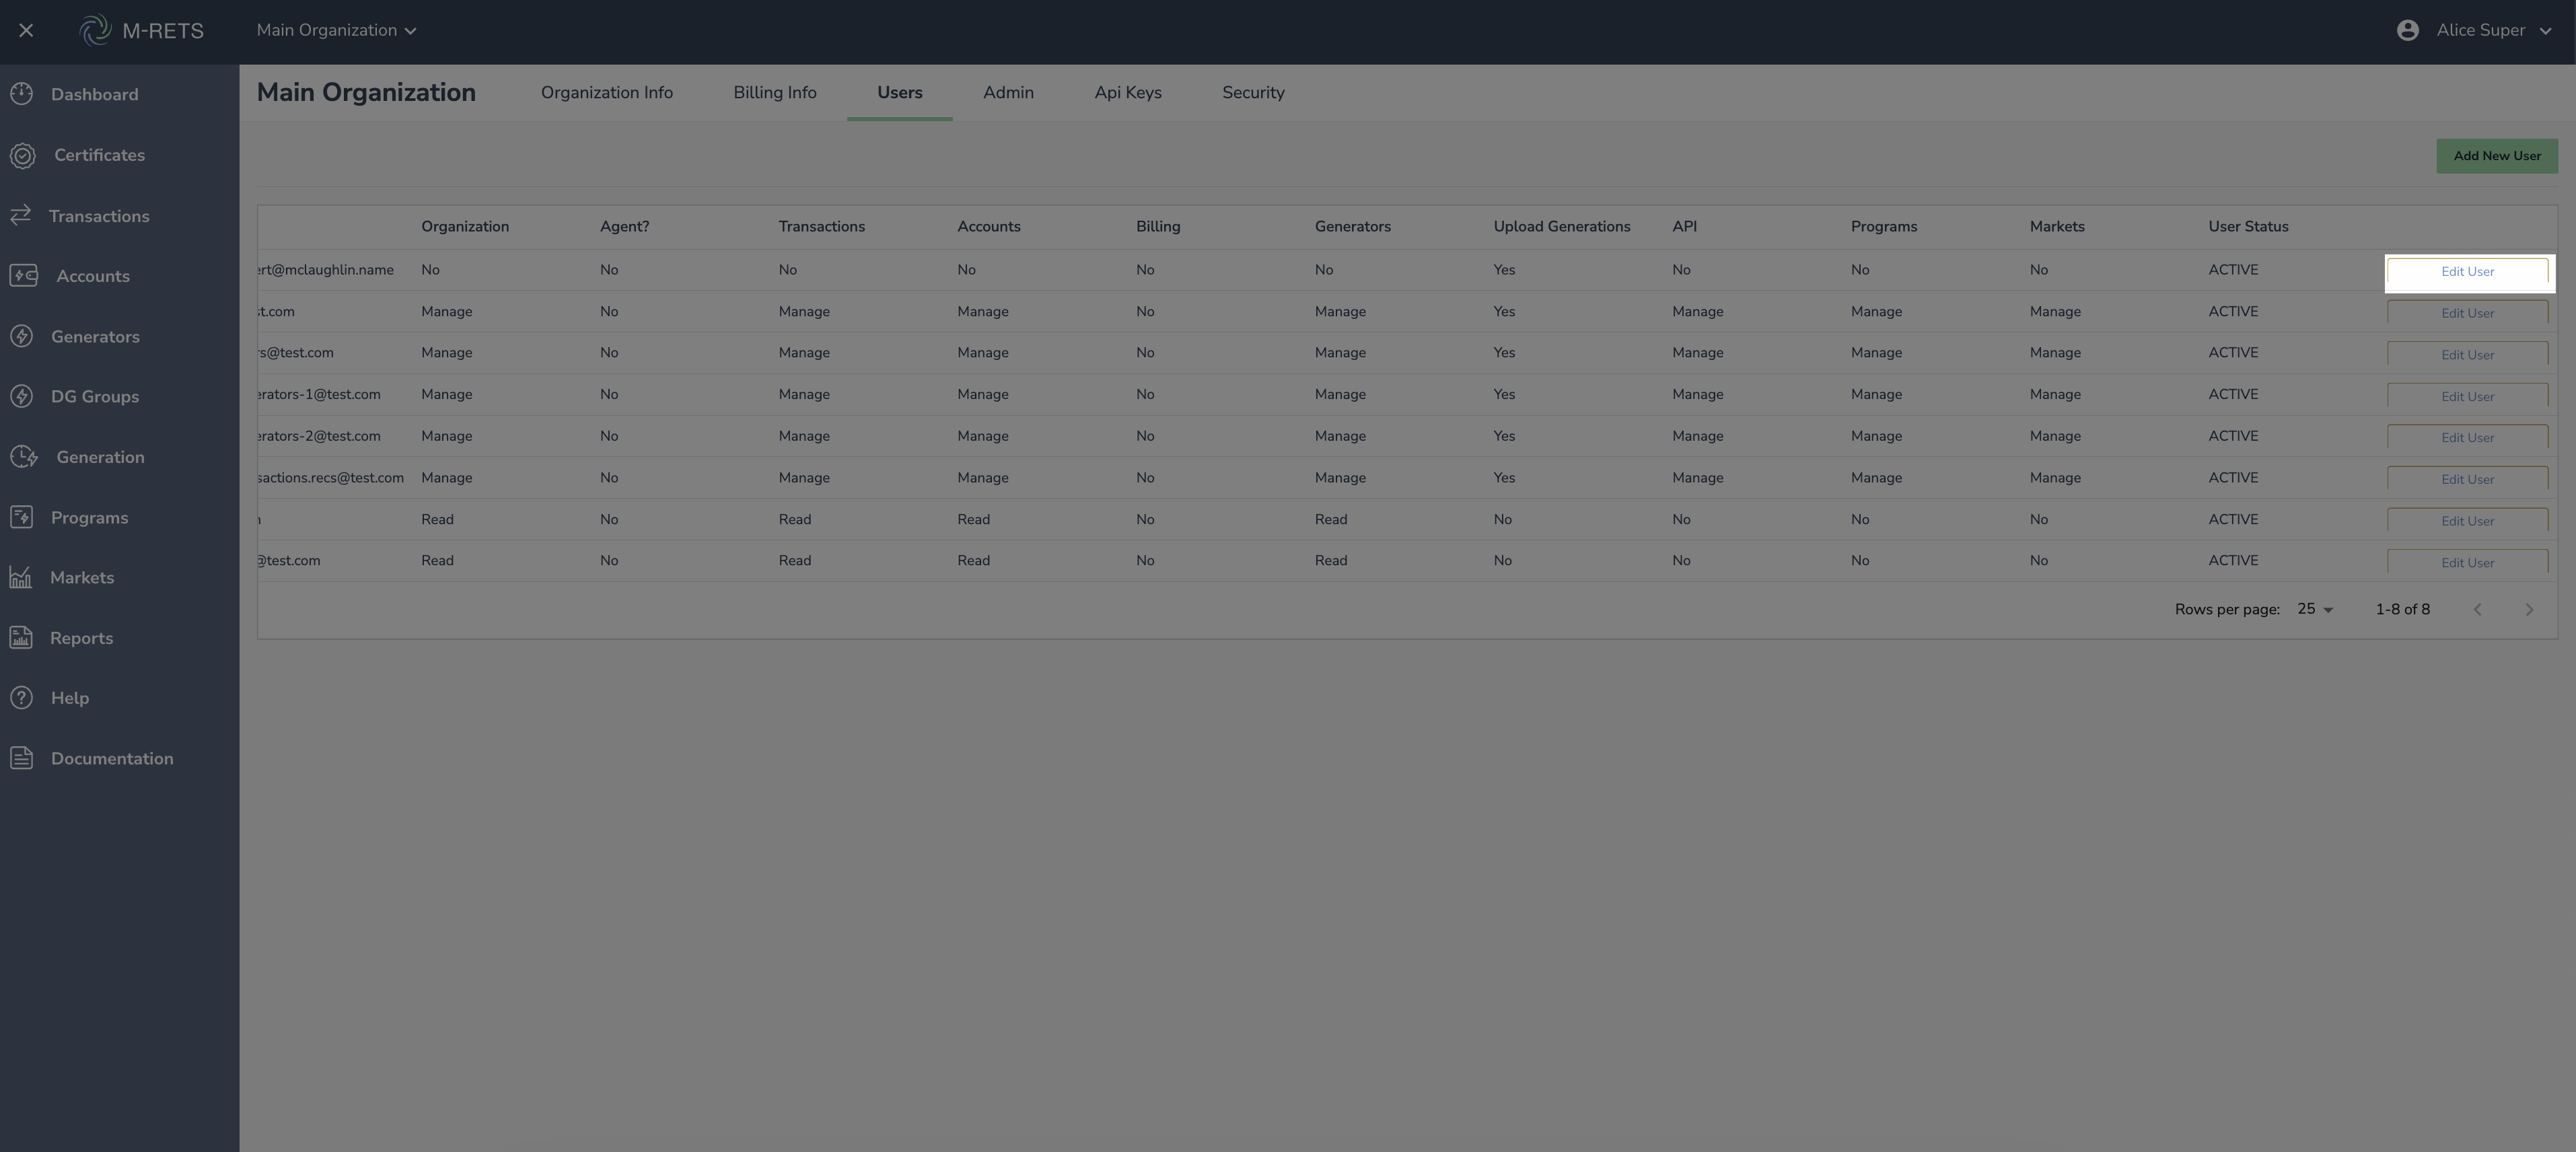 M-RETS
Main Organization
Alice Super
Dashboard
Certificates
Transactions
Accounts
Generators
DG Groups
Generation
Programs
Markets
Reports
Help
Documentation
Main Organization Organization Info Billing Info Users Admin Api Keys Security
Add New User
Organization Agent? Transactions Accounts Billing Generators Upload Generations API Programs Markets User Status
ert@mclaughlin.name No No No No No No Yes No No No ACTIVE Edit User
st.com Manage No Manage Manage No Manage Yes Manage Manage Manage ACTIVE Edit User
rs@test.com Manage No Manage Manage No Manage Yes Manage Manage Manage ACTIVE Edit User
erators-1@test.com Manage No Manage Manage No Manage Yes Manage Manage Manage ACTIVE Edit User
erators-2@test.com Manage No Manage Manage No Manage Yes Manage Manage Manage ACTIVE Edit User
sactions.recs@test.com Manage No Manage Manage No Manage Yes Manage Manage Manage ACTIVE Edit User
Read No Read Read No Read No No No No ACTIVE Edit User
@test.com Read No Read Read No Read No No No No ACTIVE Edit User
Rows per page: 25 1-8 of 8